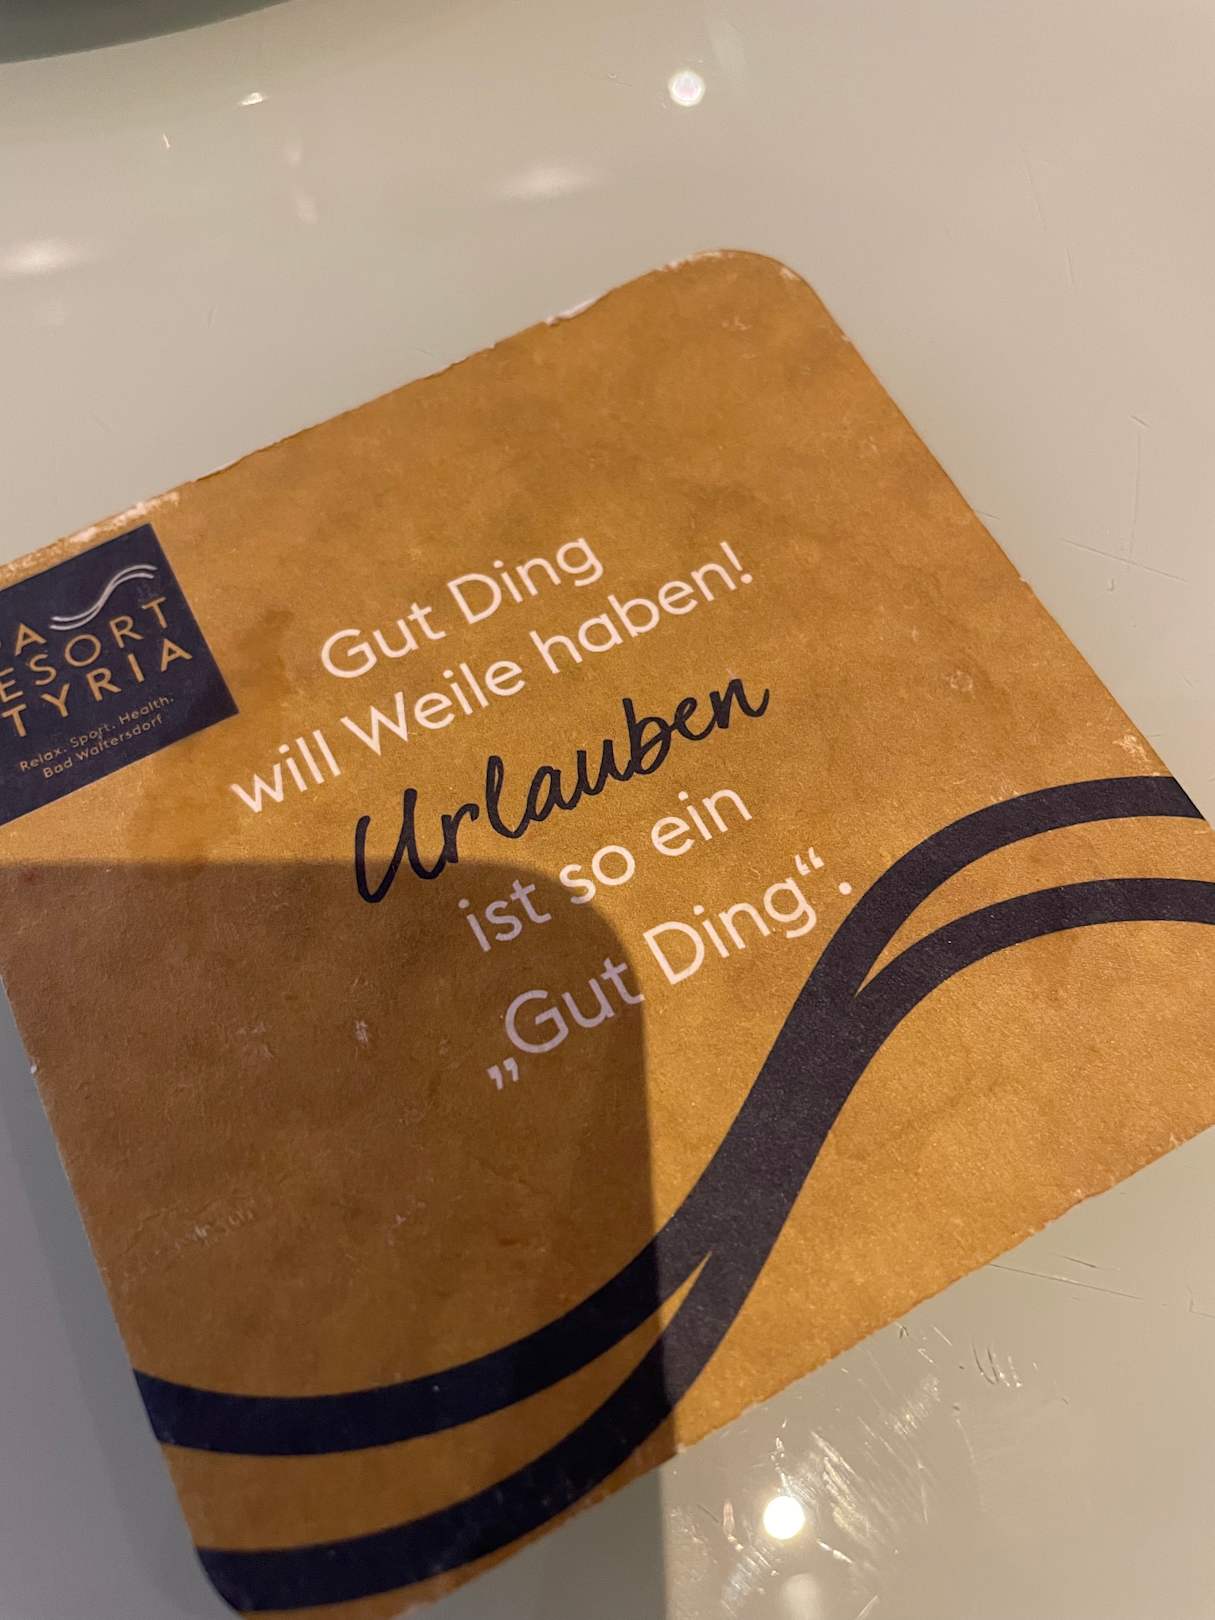 ESORT
TYRIA
Relax. Sport. Health.
Bad Waltersdorf
Gut Ding
will Weile haben!
Urlauben
ist so ein
„Gut Ding“.